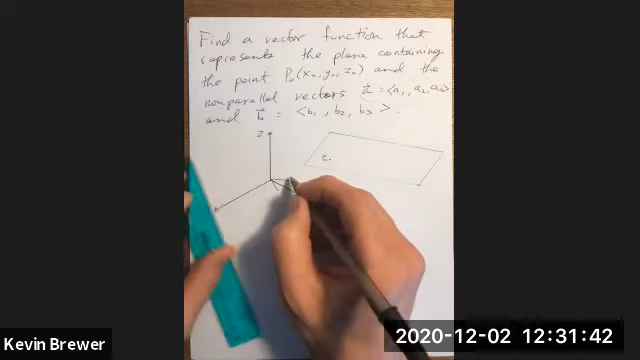 Find a vector function that
represents the plane containing
the point P₀(x₀, y₀, z₀) and the
nonparallel vectors a⃗ = <a₁, a₂, a₃>
and b⃗ = <b₁, b₂, b₃>.
z
P₀.
Kevin Brewer
2020-12-02 12:31:42